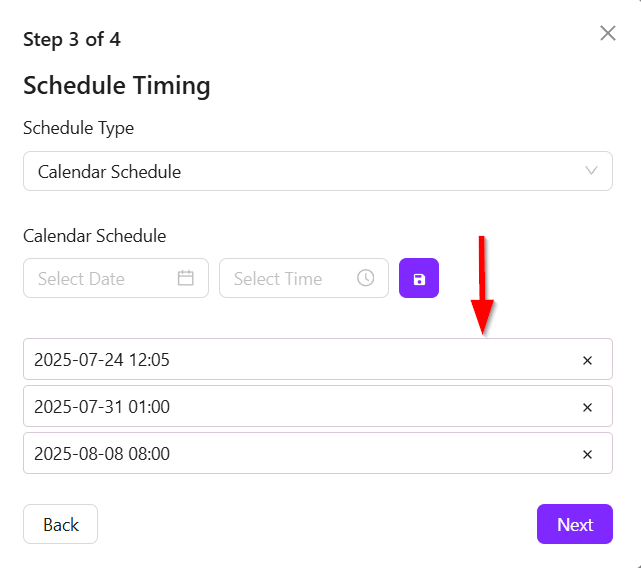 Step 3 of 4
Schedule Timing
Schedule Type
Calendar Schedule
Calendar Schedule
Select Date
Select Time
2025-07-24 12:05
2025-07-31 01:00
2025-08-08 08:00
Back
Next